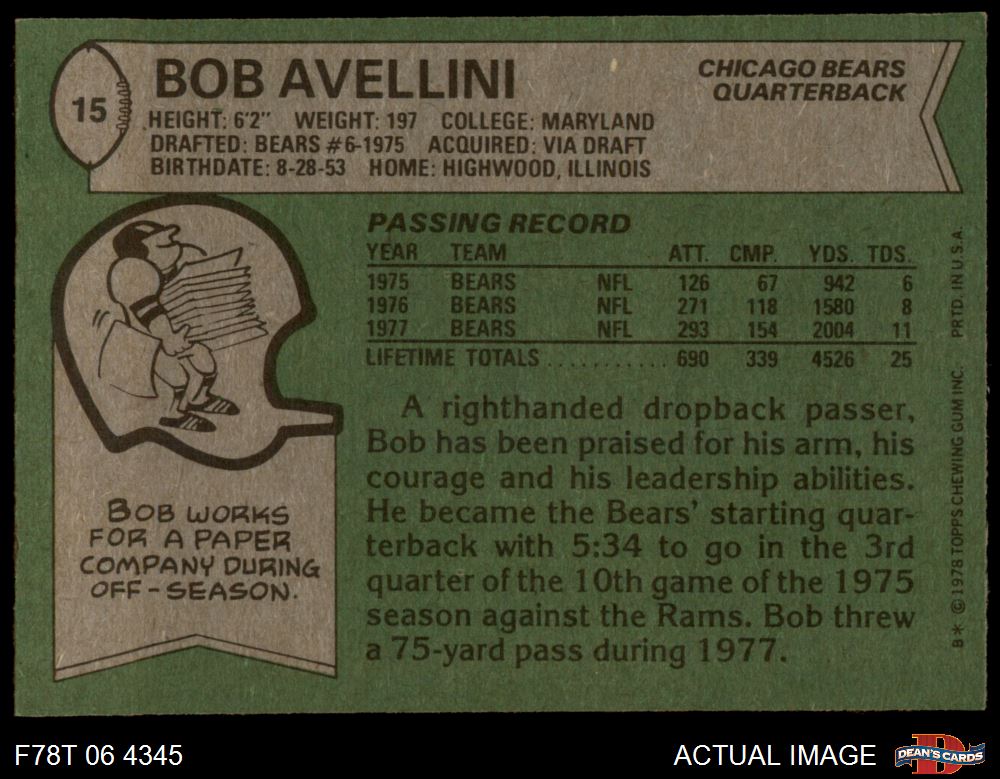 15
BOB AVELLINI
CHICAGO BEARS
QUARTERBACK
HEIGHT: 6'2" WEIGHT: 197 COLLEGE: MARYLAND
DRAFTED: BEARS #6-1975 ACQUIRED: VIA DRAFT
BIRTHDATE: 8-28-53 HOME: HIGHWOOD, ILLINOIS
PASSING RECORD
YEAR TEAM ATT. CMP. YDS. TDS.
1975 BEARS NFL 126 67 942 6
1976 BEARS NFL 271 118 1580 8
1977 BEARS NFL 293 154 2004 11
LIFETIME TOTALS . . . . . . . . . . . 690 339 4526 25
A righthanded dropback passer,
Bob has been praised for his arm, his
courage and his leadership abilities.
He became the Bears' starting quar-
terback with 5:34 to go in the 3rd
quarter of the 10th game of the 1975
season against the Rams. Bob threw
a 75-yard pass during 1977.
BOB WORKS
FOR A PAPER
COMPANY DURING
OFF-SEASON.
B* © 1978 TOPPS CHEWING GUM INC. PRTD. IN U.S.A.
F78T 06 4345
ACTUAL IMAGE
DEAN'S CARDS